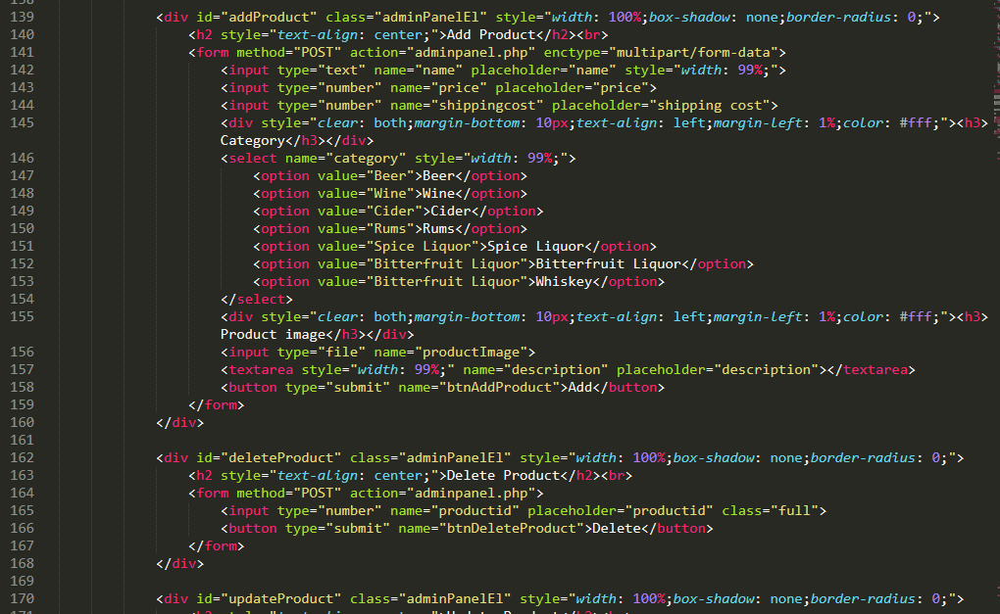 139 <div id="addProduct" class="adminPanelEl" style="width: 100%;box-shadow: none;border-radius: 0;">
140 <h2 style="text-align: center;">Add Product</h2><br>
141 <form method="POST" action="adminpanel.php" enctype="multipart/form-data">
142 <input type="text" name="name" placeholder="name" style="width: 99%;">
143 <input type="number" name="price" placeholder="price">
144 <input type="number" name="shippingcost" placeholder="shipping cost">
145 <div style="clear: both;margin-bottom: 10px;text-align: left;margin-left: 1%;color: #fff;"><h3>
Category</h3></div>
146 <select name="category" style="width: 99%;">
147 <option value="Beer">Beer</option>
148 <option value="Wine">Wine</option>
149 <option value="Cider">Cider</option>
150 <option value="Rums">Rums</option>
151 <option value="Spice Liquor">Spice Liquor</option>
152 <option value="Bitterfruit Liquor">Bitterfruit Liquor</option>
153 <option value="Bitterfruit Liquor">Whiskey</option>
154 </select>
155 <div style="clear: both;margin-bottom: 10px;text-align: left;margin-left: 1%;color: #fff;"><h3>
Product image</h3></div>
156 <input type="file" name="productImage">
157 <textarea style="width: 99%;" name="description" placeholder="description"></textarea>
158 <button type="submit" name="btnAddProduct">Add</button>
159 </form>
160 </div>
161
162 <div id="deleteProduct" class="adminPanelEl" style="width: 100%;box-shadow: none;border-radius: 0;">
163 <h2 style="text-align: center;">Delete Product</h2><br>
164 <form method="POST" action="adminpanel.php">
165 <input type="number" name="productid" placeholder="productid" class="full">
166 <button type="submit" name="btnDeleteProduct">Delete</button>
167 </form>
168 </div>
169
170 <div id="updateProduct" class="adminPanelEl" style="width: 100%;box-shadow: none;border-radius: 0;">